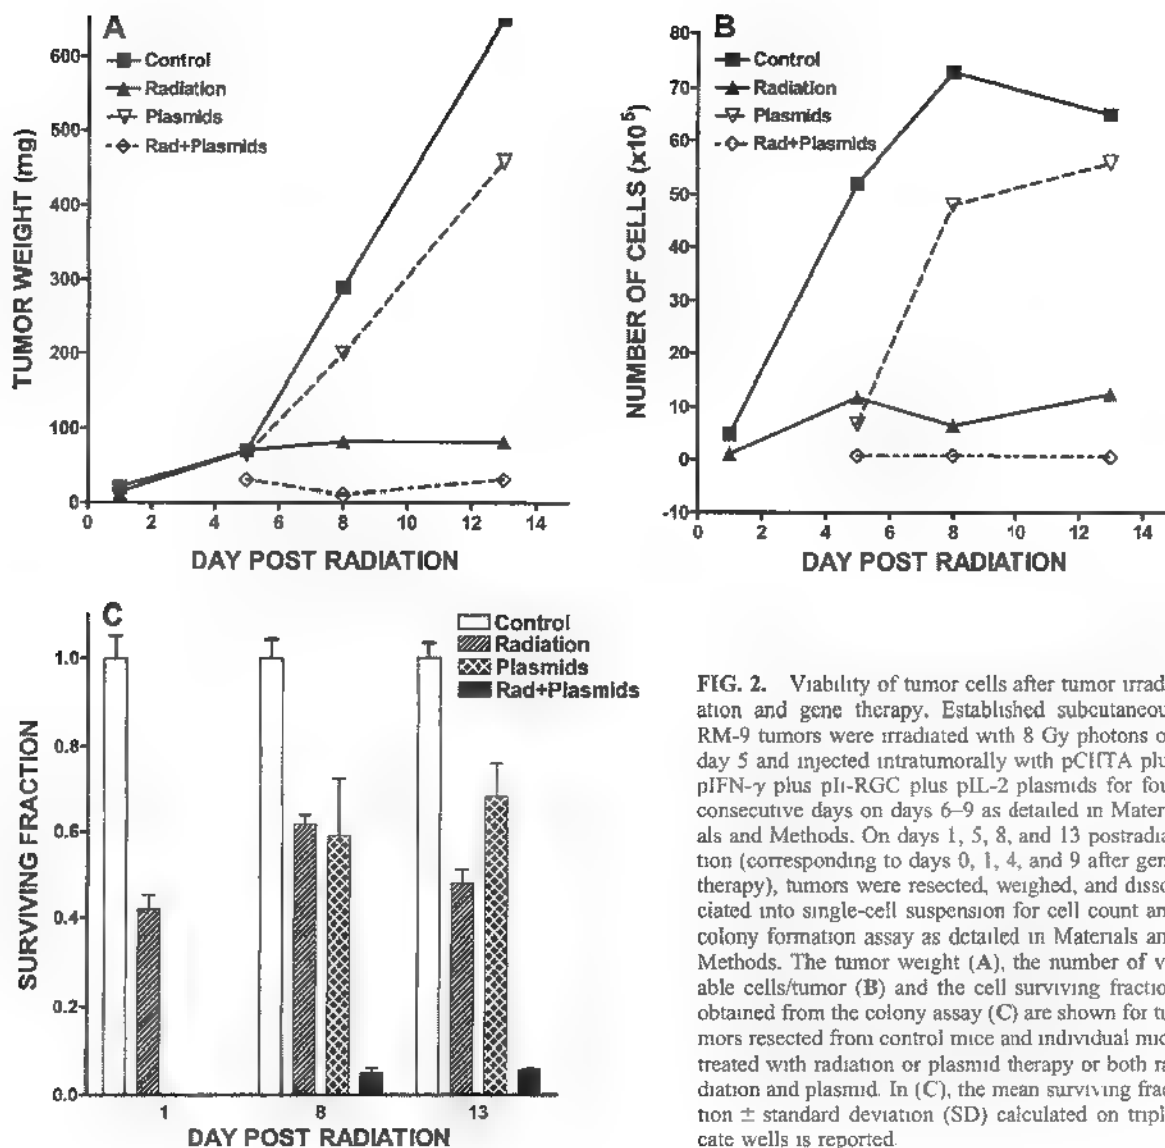 A
Control
Radiation
Plasmids
Rad+Plasmids
TUMOR WEIGHT (mg)
600
500
400
300
200
100
0
0 2 4 6 8 10 12 14
DAY POST RADIATION
B
Control
Radiation
Plasmids
Rad+Plasmids
NUMBER OF CELLS (x10⁵)
80
70
60
50
40
30
20
10
0
-10
0 2 4 6 8 10 12 14
DAY POST RADIATION
C
Control
Radiation
Plasmids
Rad+Plasmids
SURVIVING FRACTION
1.0
0.8
0.6
0.4
0.2
0.0
1 8 13
DAY POST RADIATION
FIG. 2. Viability of tumor cells after tumor irradi
ation and gene therapy. Established subcutaneou
RM-9 tumors were irradiated with 8 Gy photons o
day 5 and injected intratumorally with pCIITA plu
pIFN-γ plus pIi-RGC plus pIL-2 plasmids for fou
consecutive days on days 6–9 as detailed in Mater
als and Methods. On days 1, 5, 8, and 13 postradia
tion (corresponding to days 0, 1, 4, and 9 after gen
therapy), tumors were resected, weighed, and disso
ciated into single-cell suspension for cell count an
colony formation assay as detailed in Materials an
Methods. The tumor weight (A), the number of vi
able cells/tumor (B) and the cell surviving fraction
obtained from the colony assay (C) are shown for tu
mors resected from control mice and individual mic
treated with radiation or plasmid therapy or both ra
diation and plasmid. In (C), the mean surviving frac
tion ± standard deviation (SD) calculated on tripli
cate wells is reported.